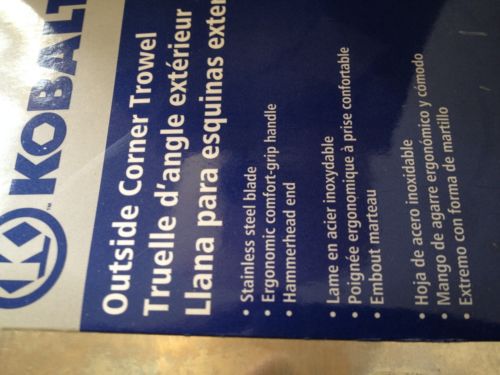 KOBALT
K
™
Outside Corner Trowel
Truelle d'angle extérieur
Llana para esquinas exter
• Stainless steel blade
• Ergonomic comfort-grip handle
• Hammerhead end
• Lame en acier inoxydable
• Poignée ergonomique à prise confortable
• Embout marteau
• Hoja de acero inoxidable
• Mango de agarre ergonómico y cómodo
• Extremo con forma de martillo